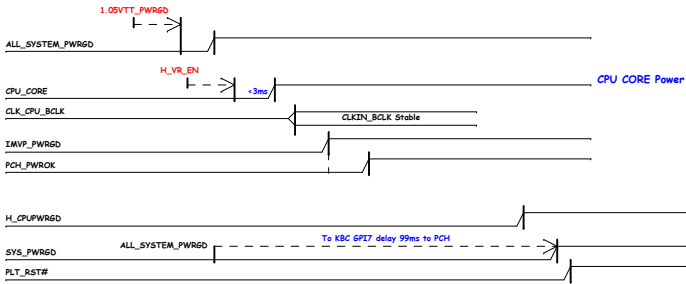 1.05VTT_PWRGD
ALL_SYSTEM_PWRGD
H_VR_EN
CPU CORE Power
CPU_CORE
<3ms
CLK_CPU_BCLK
CLKIN_BCLK Stable
IMVP_PWRGD
PCH_PWROK
H_CPUPWRGD
To KBC GPI7 delay 99ms to PCH
ALL_SYSTEM_PWRGD
SYS_PWRGD
PLT_RST#